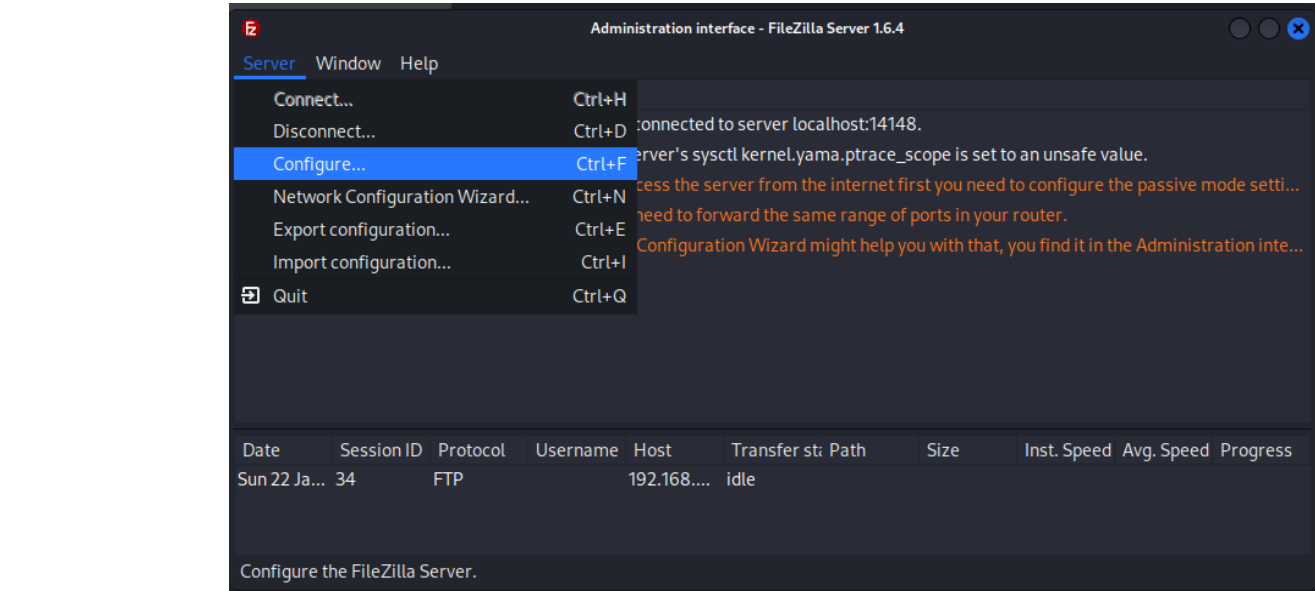 Administration interface - FileZilla Server 1.6.4
Server Window Help
Connect... Ctrl+H
Disconnect... Ctrl+D
Configure... Ctrl+F
Network Configuration Wizard... Ctrl+N
Export configuration... Ctrl+E
Import configuration... Ctrl+I
Quit Ctrl+Q
connected to server localhost:14148.
erver's sysctl kernel.yama.ptrace_scope is set to an unsafe value.
cess the server from the internet first you need to configure the passive mode setti...
need to forward the same range of ports in your router.
Configuration Wizard might help you with that, you find it in the Administration inte...
Date Session ID Protocol Username Host Transfer sta Path Size Inst. Speed Avg. Speed Progress
Sun 22 Ja... 34 FTP 192.168.... idle
Configure the FileZilla Server.